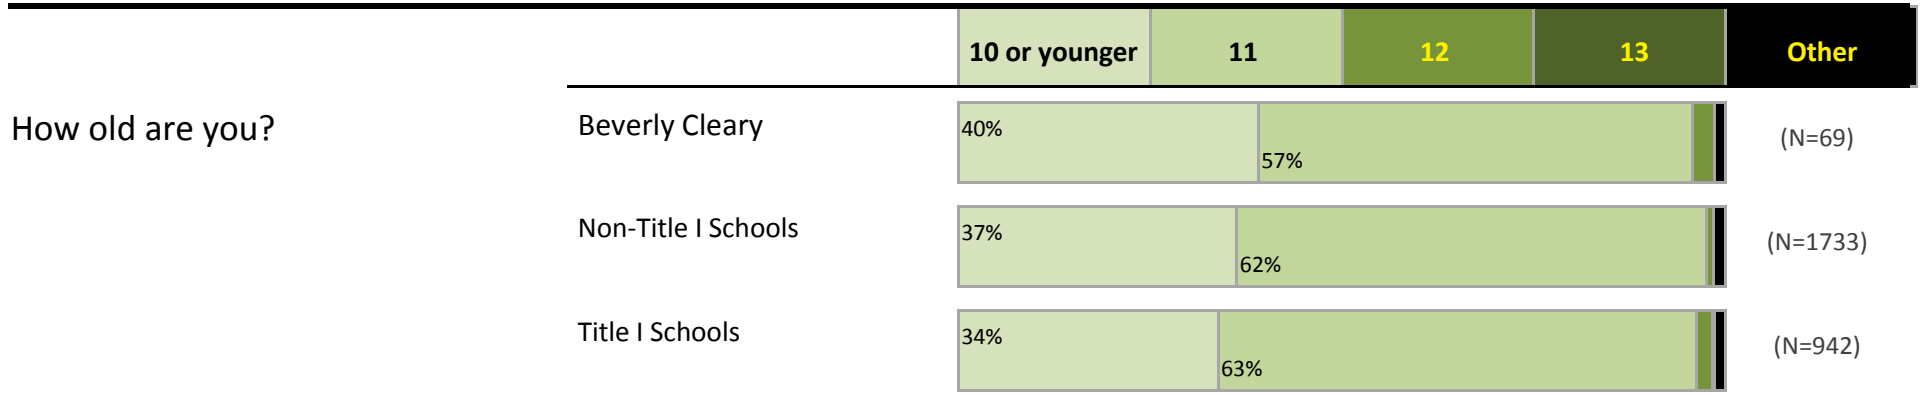 10 or younger 11 12 13 Other
How old are you?
Beverly Cleary
40%
57%
(N=69)
Non-Title I Schools
37%
62%
(N=1733)
Title I Schools
34%
63%
(N=942)